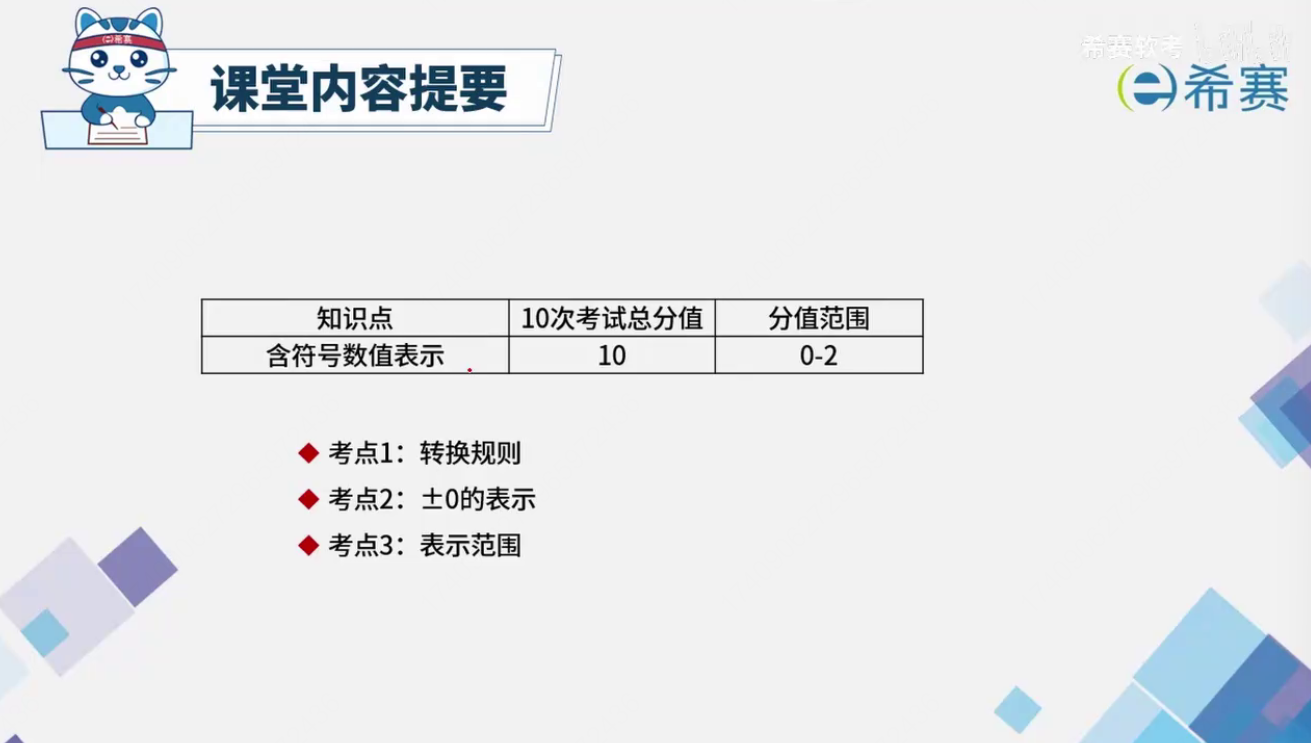 希赛
课堂内容提要
希赛软考
希赛
知识点 10次考试总分值 分值范围
含符号数值表示 10 0-2
◆ 考点1：转换规则
◆ 考点2：±0的表示
◆ 考点3：表示范围